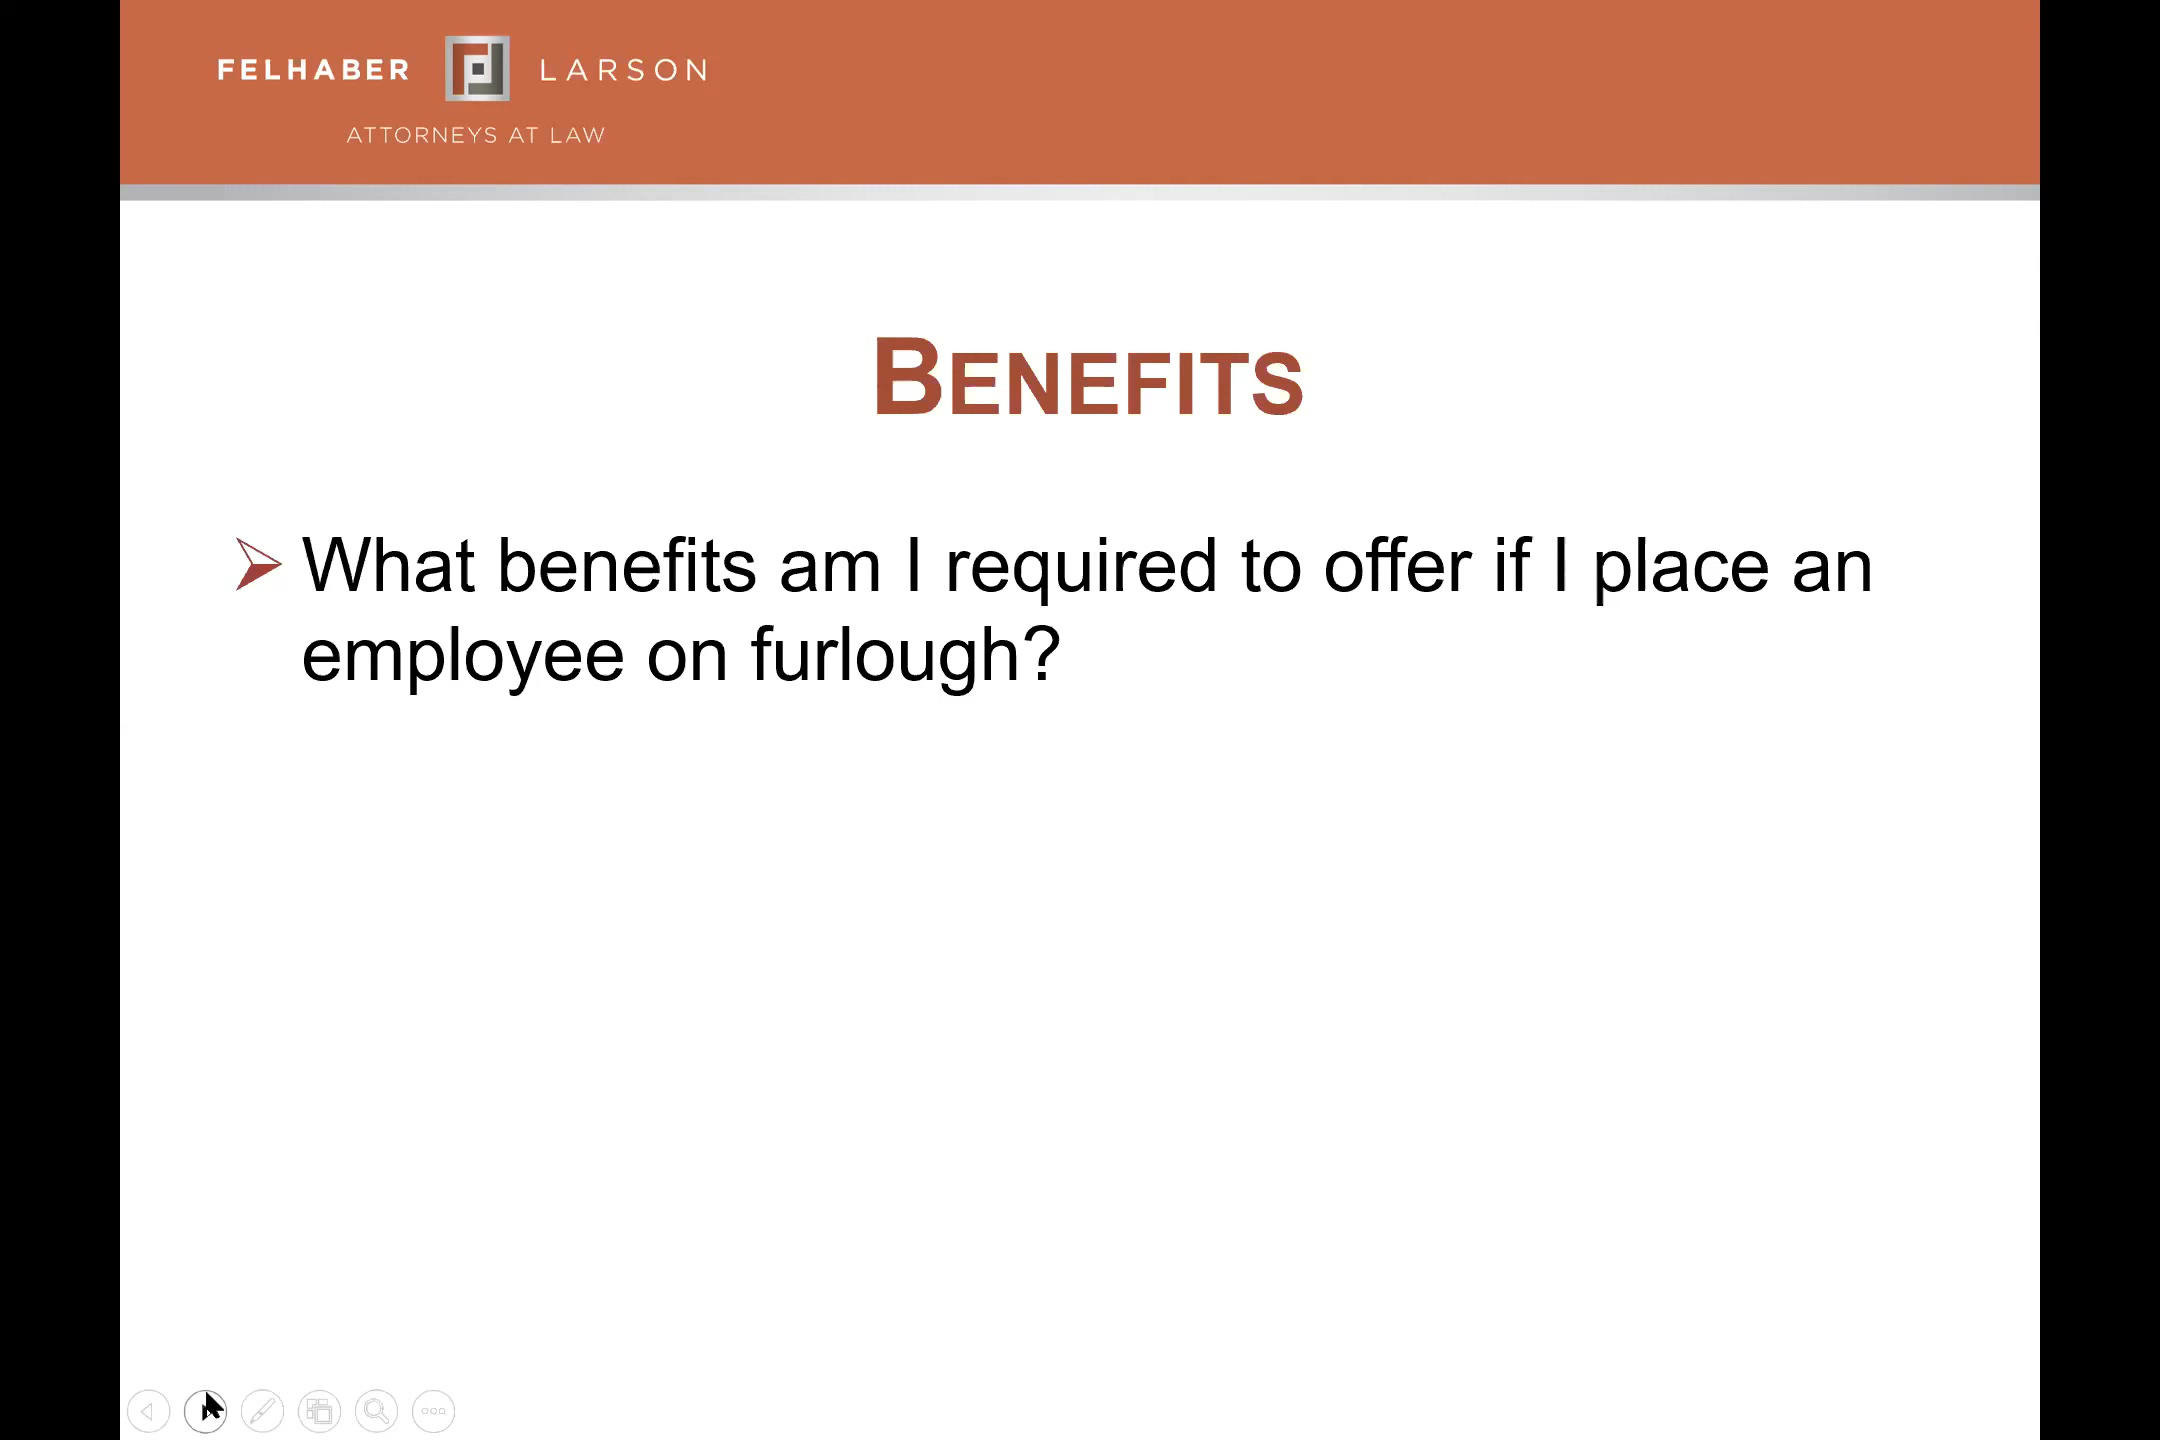 FELHABER LARSON
ATTORNEYS AT LAW
BENEFITS
What benefits am I required to offer if I place an
employee on furlough?